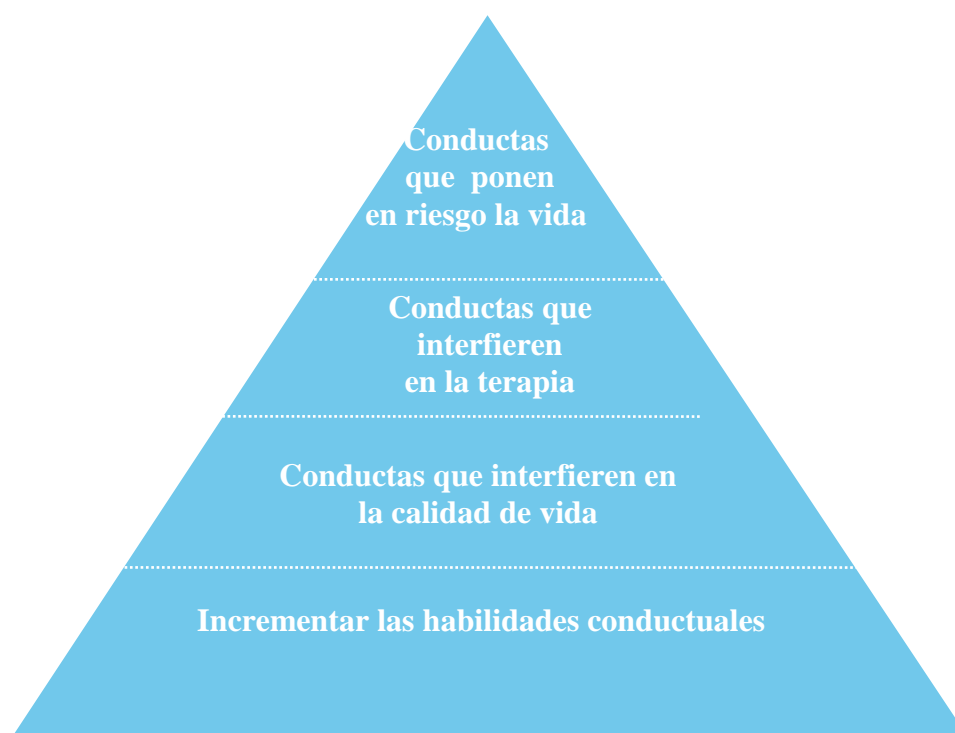 Conductas
que ponen
en riesgo la vida
Conductas que
interfieren
en la terapia
Conductas que interfieren en
la calidad de vida
Incrementar las habilidades conductuales